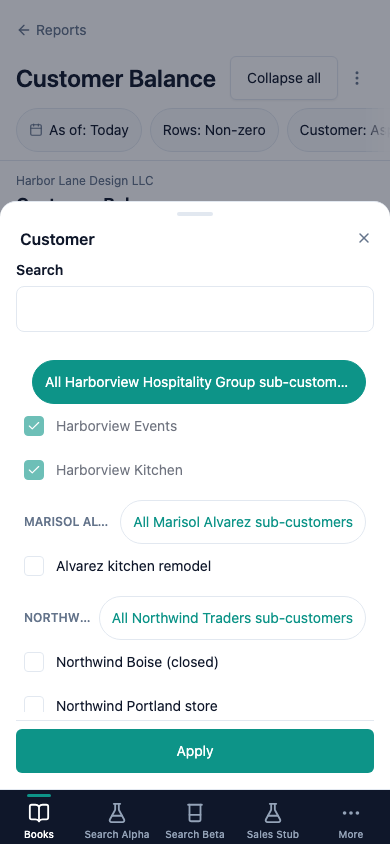 Reports
Customer Balance
Collapse all
As of: Today
Rows: Non-zero
Customer: As
Harbor Lane Design LLC
Customer
Search
All Harborview Hospitality Group sub-custom...
Harborview Events
Harborview Kitchen
MARISOL AL...
All Marisol Alvarez sub-customers
Alvarez kitchen remodel
NORTHW...
All Northwind Traders sub-customers
Northwind Boise (closed)
Northwind Portland store
Apply
Books
Search Alpha
Search Beta
Sales Stub
More